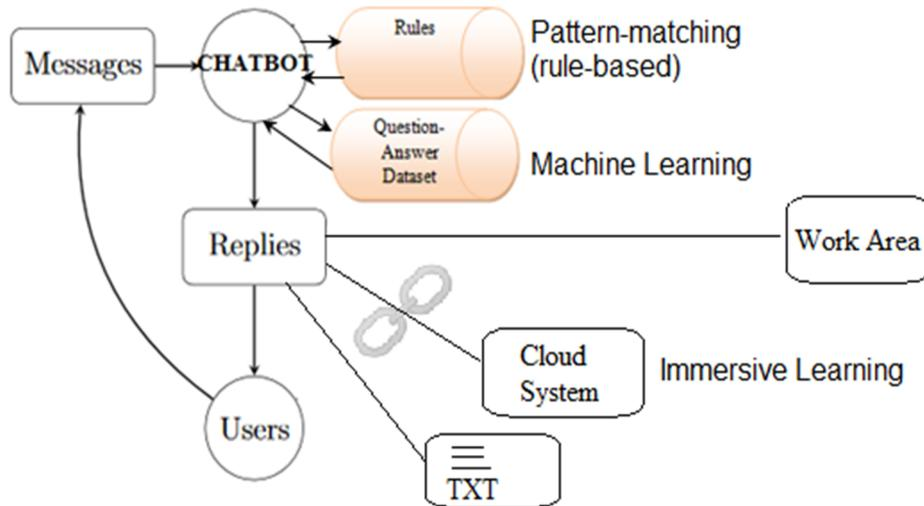 Messages
CHATBOT
Rules
Pattern-matching
(rule-based)
Question-
Answer
Dataset
Machine Learning
Replies
Work Area
Cloud
System
Immersive Learning
Users
TXT